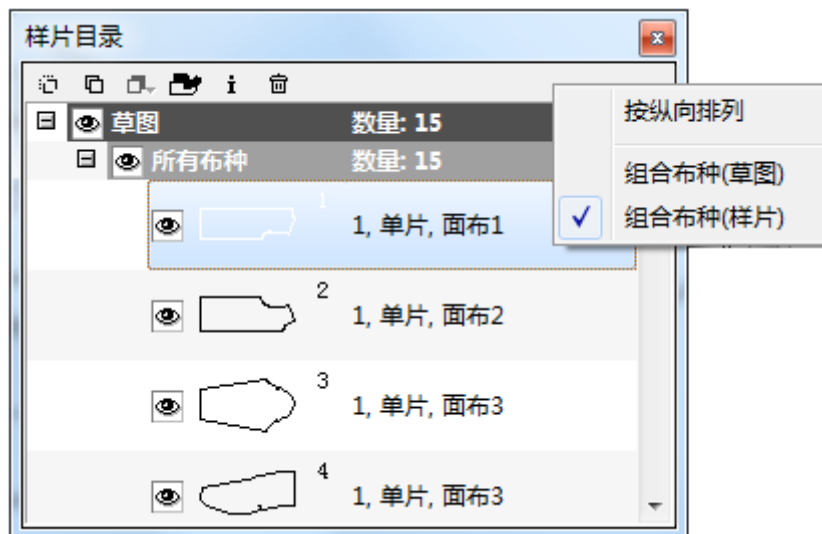 样片目录
按纵向排列
草图 数量: 15
组合布种(草图)
所有布种 数量: 15
组合布种(样片)
1
1, 单片, 面布1
2
1, 单片, 面布2
3
1, 单片, 面布3
4
1, 单片, 面布3